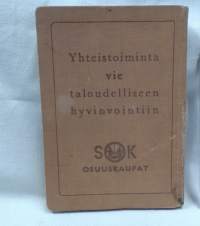 Yhteistoiminta
vie
taloudelliseen
hyvinvointiin
SOK
OSUUSKAUPAT